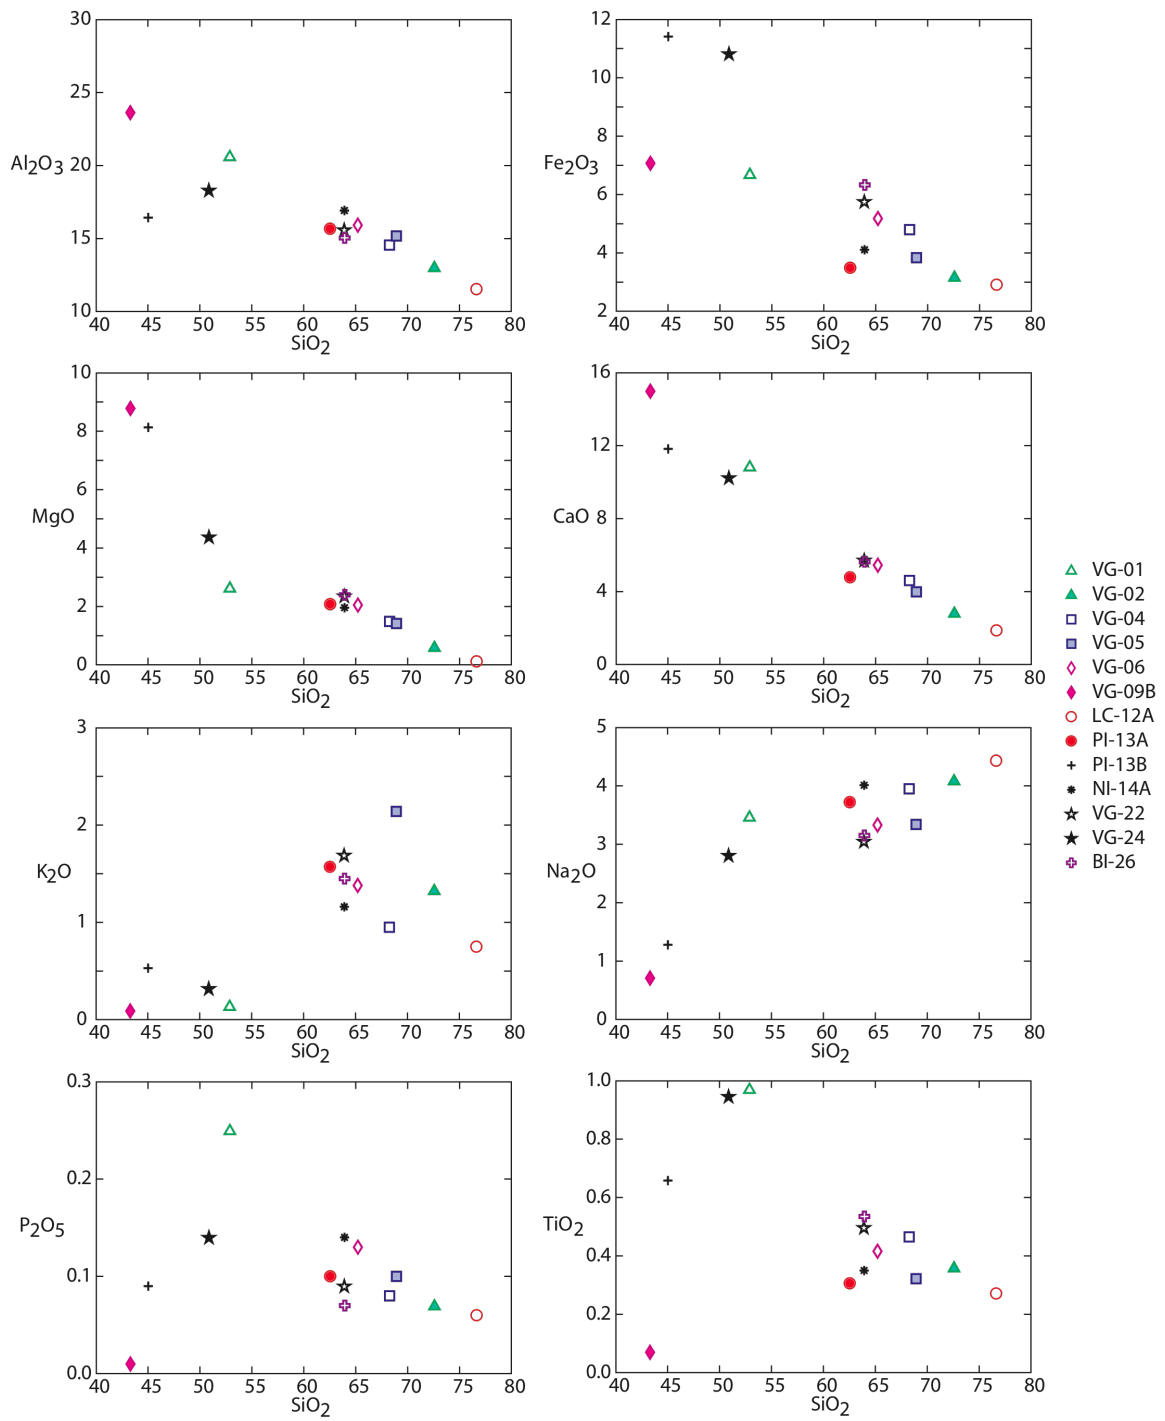 30
25
Al2O3 20
15
10
40 45 50 55 60 65 70 75 80
SiO2
12
10
8
Fe2O3
6
4
2
40 45 50 55 60 65 70 75 80
SiO2
10
8
6
MgO
4
2
0
40 45 50 55 60 65 70 75 80
SiO2
16
12
CaO
8
4
0
40 45 50 55 60 65 70 75 80
SiO2
3
2
K2O
1
0
40 45 50 55 60 65 70 75 80
SiO2
5
4
3
Na2O
2
1
0
40 45 50 55 60 65 70 75 80
SiO2
0.3
0.2
P2O5
0.1
0.0
40 45 50 55 60 65 70 75 80
SiO2
1.0
0.8
0.6
TiO2
0.4
0.2
0.0
40 45 50 55 60 65 70 75 80
SiO2
VG-01
VG-02
VG-04
VG-05
VG-06
VG-09B
LC-12A
PI-13A
PI-13B
NI-14A
VG-22
VG-24
BI-26